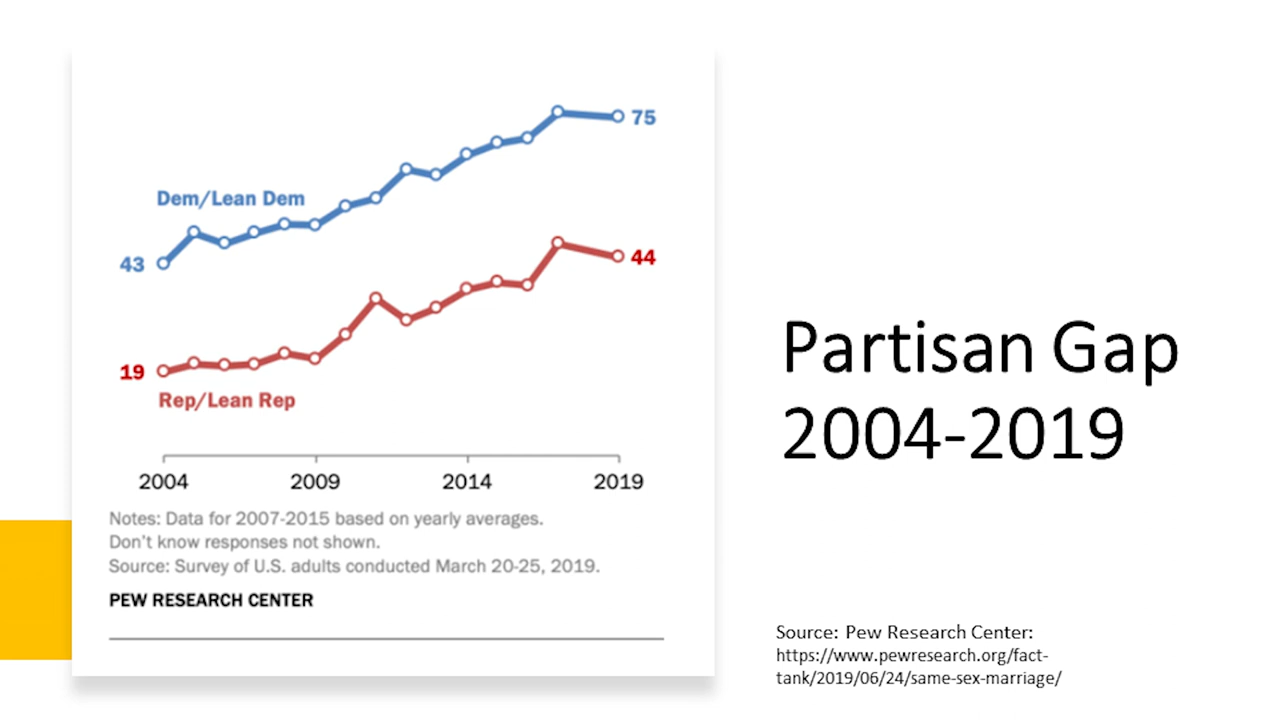 75
Dem/Lean Dem
43
44
19
Rep/Lean Rep
2004 2009 2014 2019
Notes: Data for 2007-2015 based on yearly averages.
Don't know responses not shown.
Source: Survey of U.S. adults conducted March 20-25, 2019.
PEW RESEARCH CENTER
Partisan Gap
2004-2019
Source: Pew Research Center:
https://www.pewresearch.org/fact-
tank/2019/06/24/same-sex-marriage/